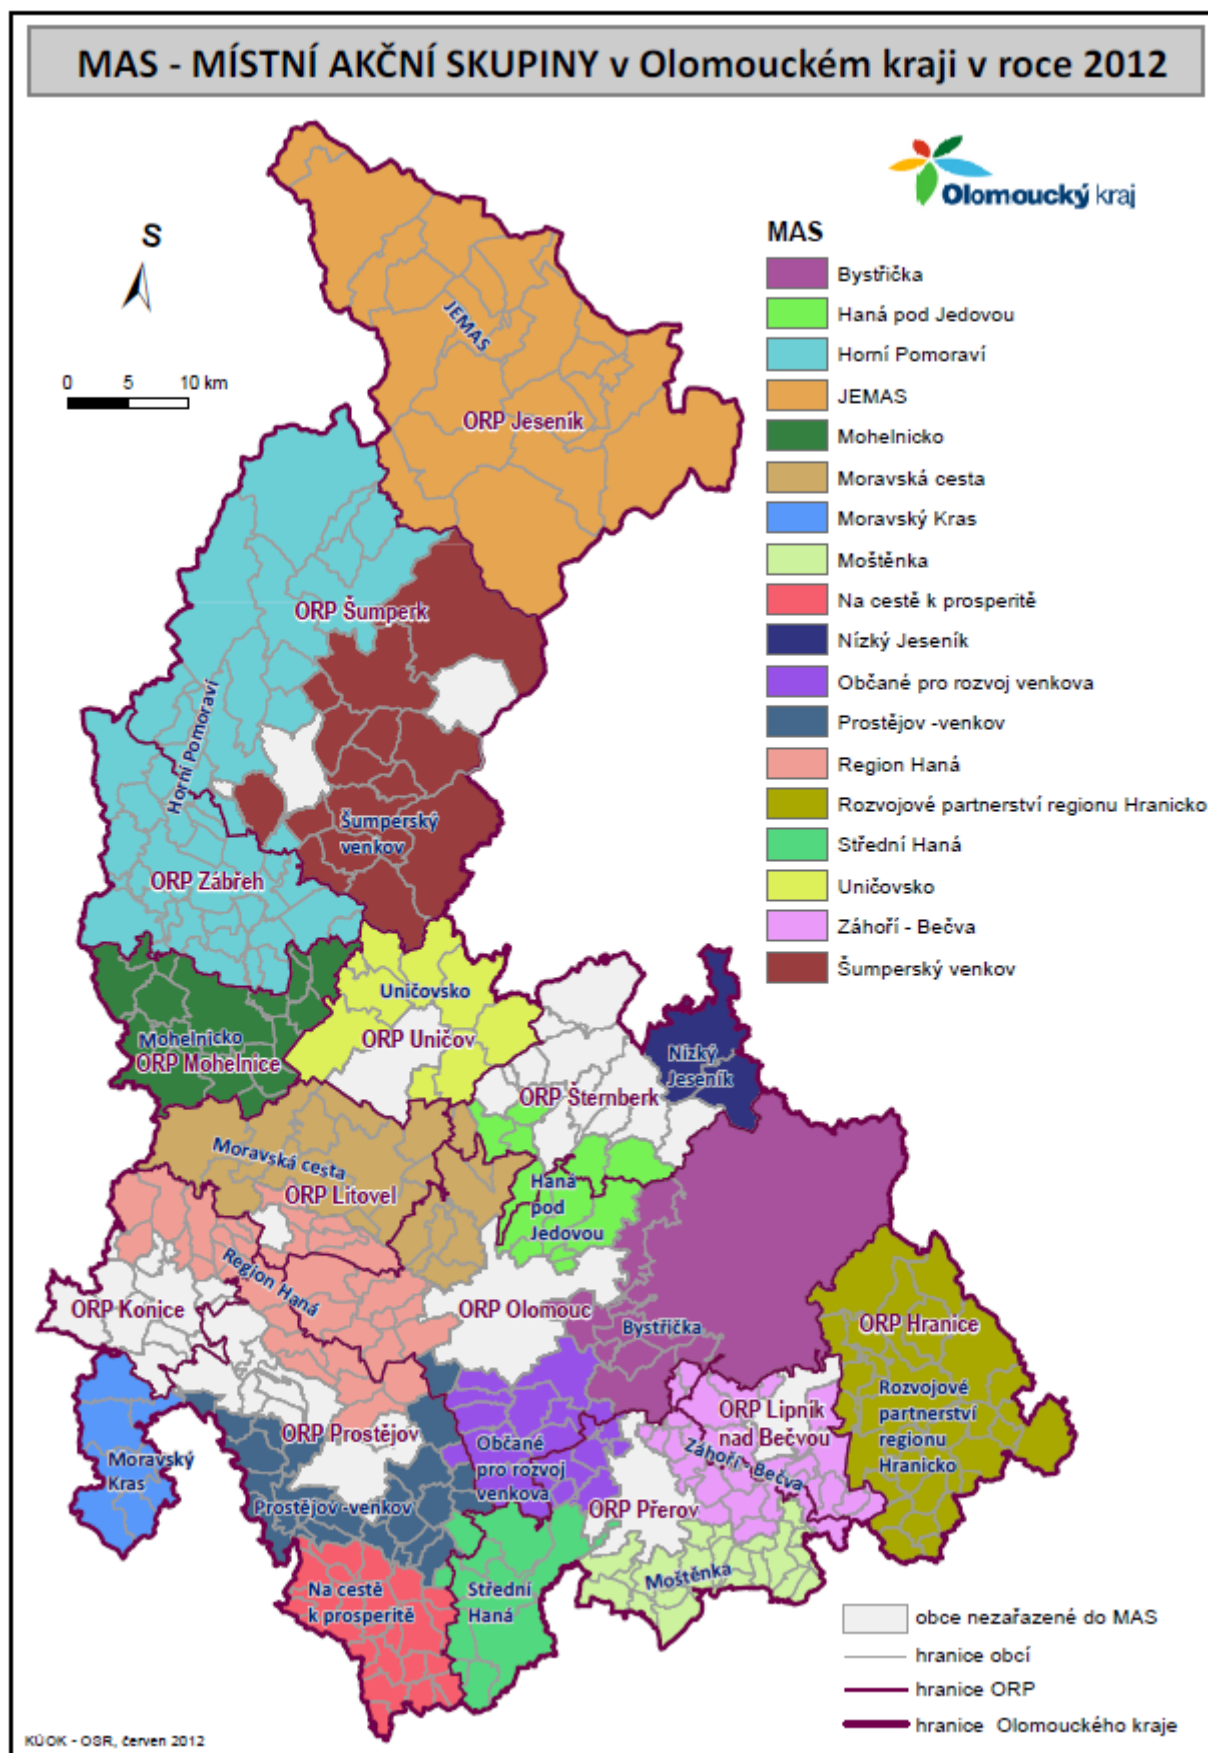 MAS - MÍSTNÍ AKČNÍ SKUPINY v Olomouckém kraji v roce 2012
Olomoucký kraj
S
0 5 10 km
MAS
Bystřička
Haná pod Jedovou
Horní Pomoraví
JEMAS
Mohelnicko
Moravská cesta
Moravský Kras
Moštěnka
Na cestě k prosperitě
Nízký Jeseník
Občané pro rozvoj venkova
Prostějov -venkov
Region Haná
Rozvojové partnerství regionu Hranicko
Střední Haná
Uničovsko
Záhoří - Bečva
Šumperský venkov
JEMAS
ORP Jeseník
ORP Šumperk
Horní Pomoraví
Šumperský
venkov
ORP Zábřeh
Uničovsko
ORP Uničov
Mohelnicko
ORP Mohelnice
Nízký
Jeseník
ORP Šternberk
Moravská cesta
ORP Litovel
Haná
pod
Jedovou
Region Haná
ORP Konice
ORP Olomouc
Bystřička
ORP Hranice
Rozvojové
partnerství
regionu
Hranicko
ORP Lipník
nad Bečvou
Záhoří - Bečva
ORP Prostějov
Občané
pro rozvoj
venkova
Moravský
Kras
Prostějov -venkov
ORP Přerov
Moštěnka
Na cestě
k prosperitě
Střední
Haná
obce nezařazené do MAS
hranice obcí
hranice ORP
hranice Olomouckého kraje
KÚOK - OSR, červen 2012